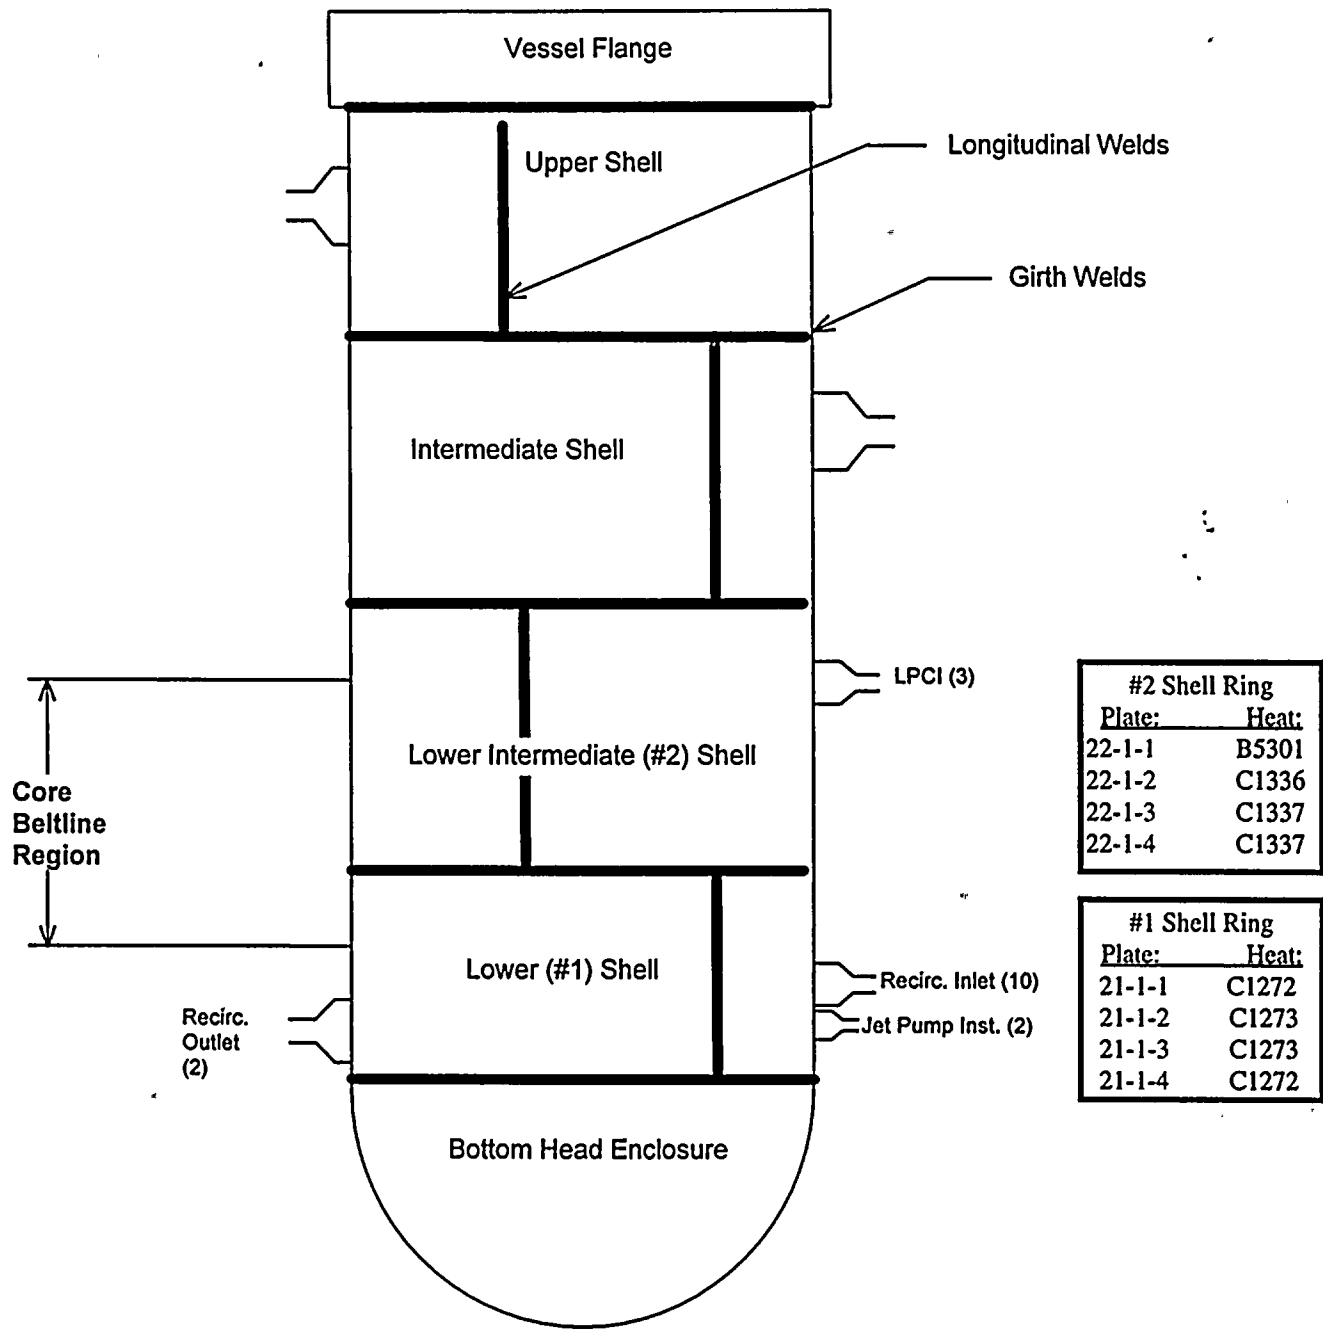 Vessel Flange
Upper Shell
Longitudinal Welds
Girth Welds
Intermediate Shell
LPCI (3)
Lower Intermediate (#2) Shell
Core
Beltline
Region
Lower (#1) Shell
Recirc. Inlet (10)
Jet Pump Inst. (2)
Recirc.
Outlet
(2)
Bottom Head Enclosure
#2 Shell Ring
Plate: Heat:
22-1-1 B5301
22-1-2 C1336
22-1-3 C1337
22-1-4 C1337
#1 Shell Ring
Plate: Heat:
21-1-1 C1272
21-1-2 C1273
21-1-3 C1273
21-1-4 C1272